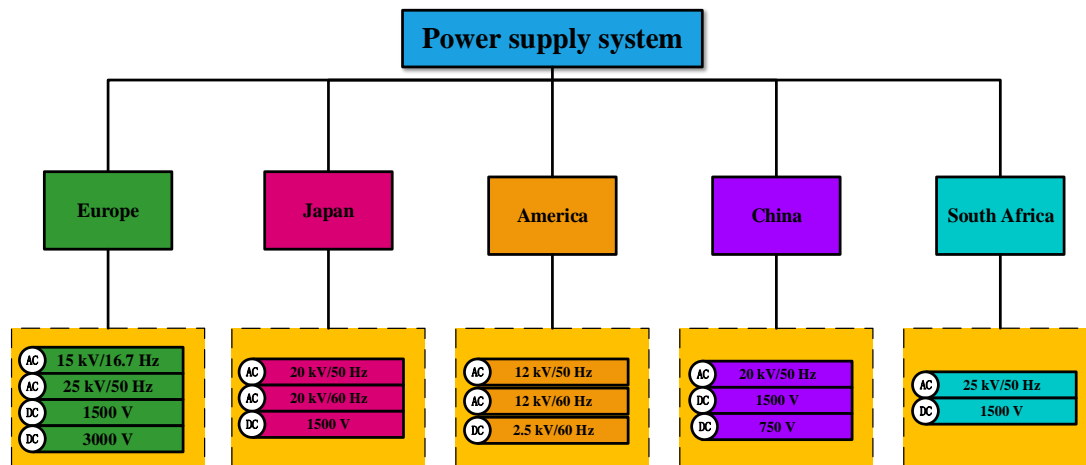 Power supply system
Europe
Japan
America
China
South Africa
AC 15 kV/16.7 Hz
AC 25 kV/50 Hz
DC 1500 V
DC 3000 V
AC 20 kV/50 Hz
AC 20 kV/60 Hz
DC 1500 V
AC 12 kV/50 Hz
AC 12 kV/60 Hz
DC 2.5 kV/60 Hz
AC 20 kV/50 Hz
DC 1500 V
DC 750 V
AC 25 kV/50 Hz
DC 1500 V